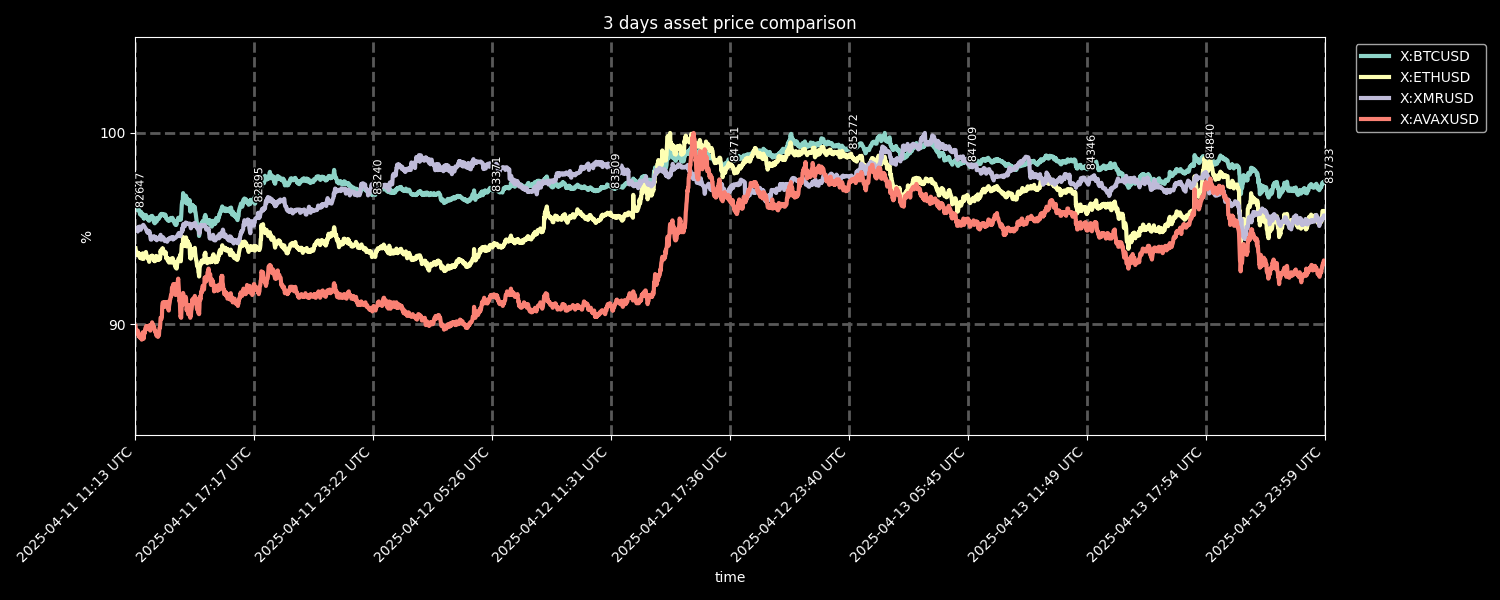 3 days asset price comparison
X:BTCUSD
X:ETHUSD
X:XMRUSD
X:AVAXUSD
100
90
%
82647
82895
83240
83371
83509
84711
85272
84709
84346
84840
83733
2025-04-11 11:13 UTC
2025-04-11 17:17 UTC
2025-04-11 23:22 UTC
2025-04-12 05:26 UTC
2025-04-12 11:31 UTC
2025-04-12 17:36 UTC
2025-04-12 23:40 UTC
2025-04-13 05:45 UTC
2025-04-13 11:49 UTC
2025-04-13 17:54 UTC
2025-04-13 23:59 UTC
time